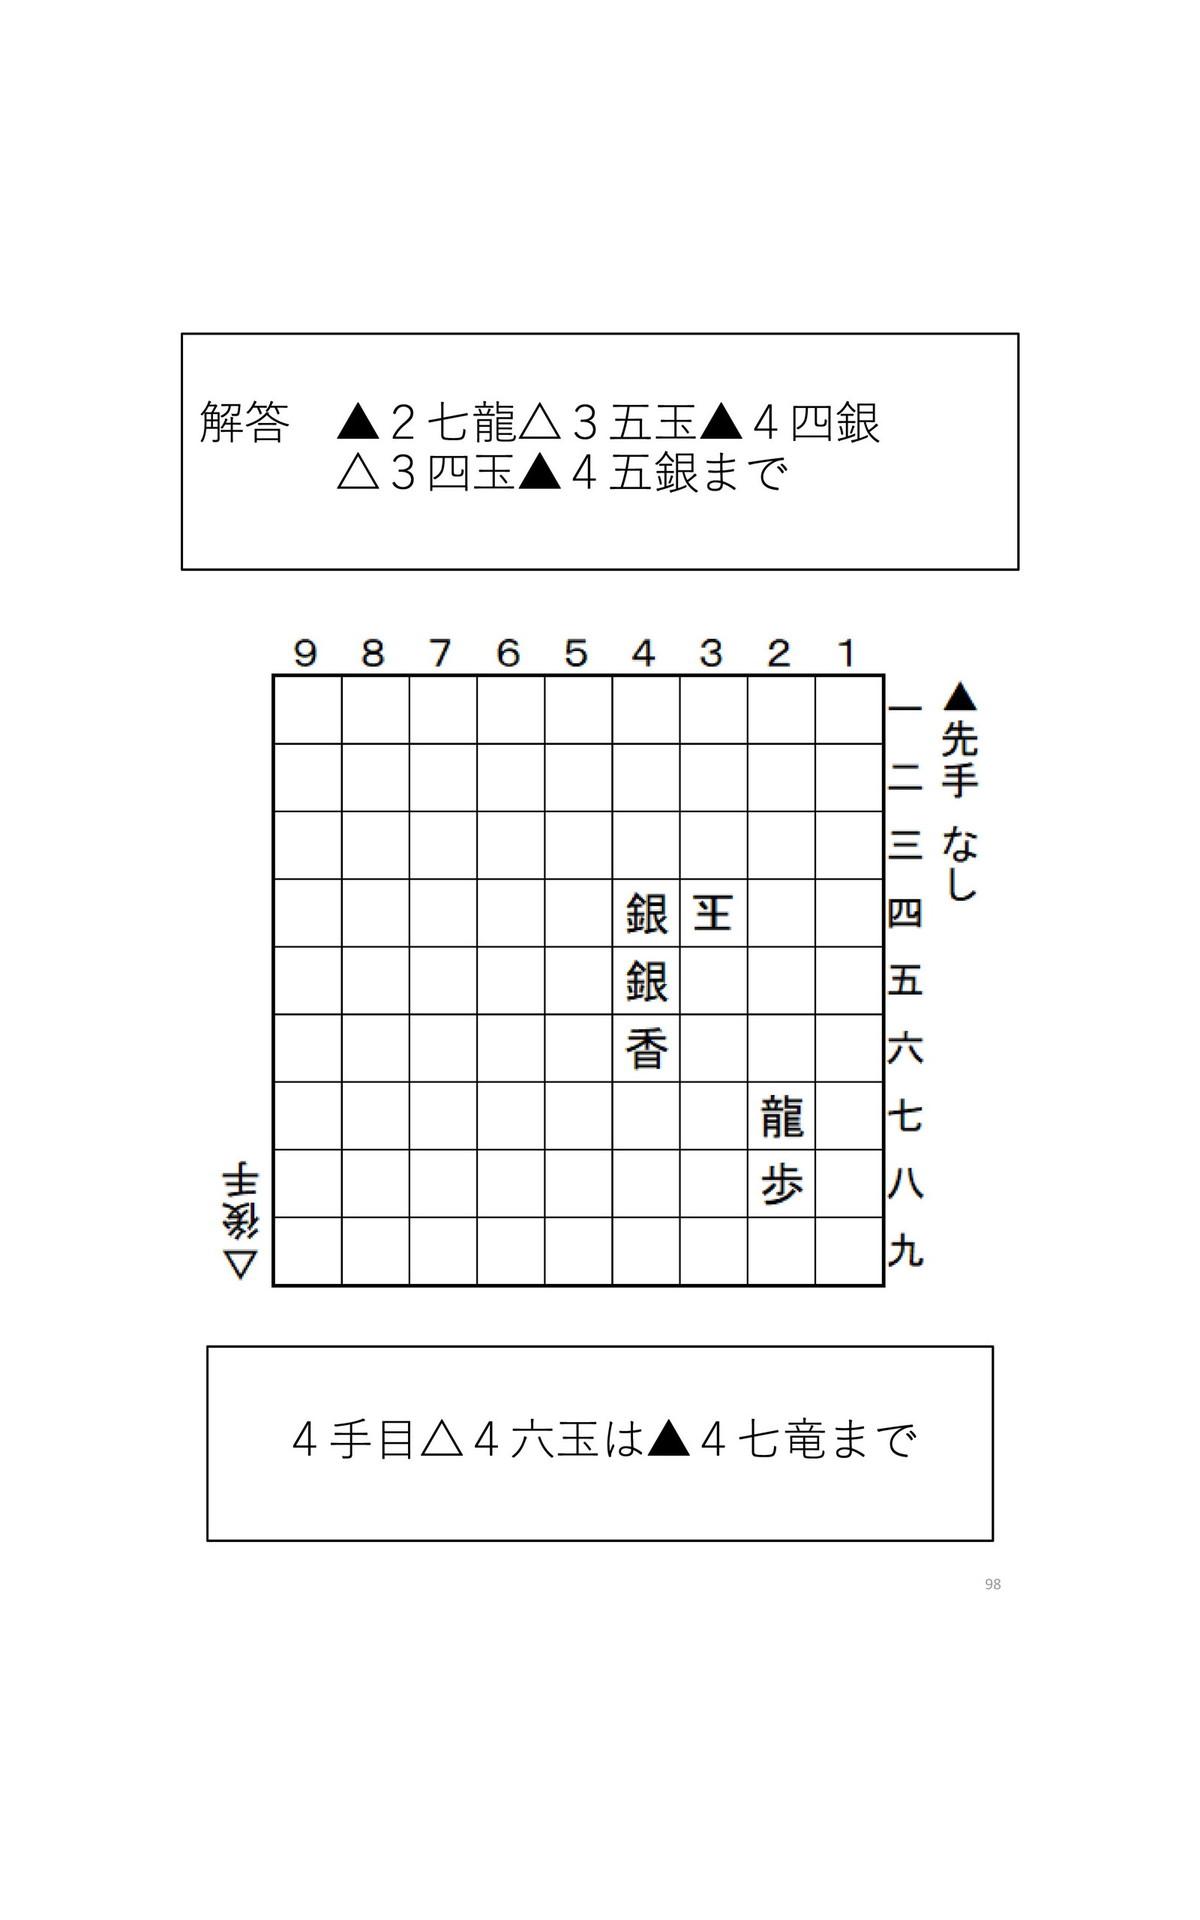 解答　▲２七龍△３五玉▲４四銀
△３四玉▲４五銀まで
9 8 7 6 5 4 3 2 1
▲先手 なし
一
二
三
四
五
六
七
八
九
銀 王
銀
香
龍
歩
△後手
４手目△４六玉は▲４七竜まで
98